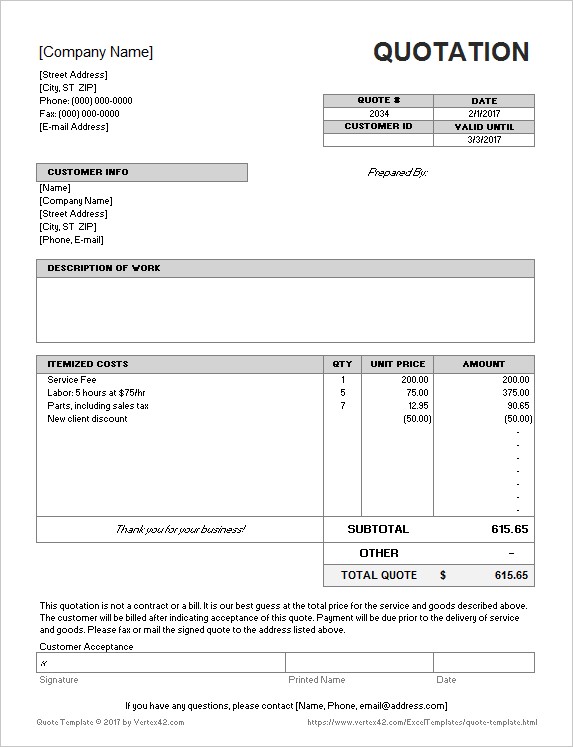 [Company Name]
QUOTATION
[Street Address]
[City, ST  ZIP]
Phone: (000) 000-0000
Fax: (000) 000-0000
[E-mail Address]
QUOTE # DATE
2034 2/1/2017
CUSTOMER ID VALID UNTIL
3/3/2017
CUSTOMER INFO
Prepared By:
[Name]
[Company Name]
[Street Address]
[City, ST  ZIP]
[Phone, E-mail]
DESCRIPTION OF WORK
ITEMIZED COSTS QTY UNIT PRICE AMOUNT
Service Fee 1 200.00 200.00
Labor: 5 hours at $75/hr 5 75.00 375.00
Parts, including sales tax 7 12.95 90.65
New client discount (50.00) (50.00)
-
-
-
-
-
-
-
Thank you for your business! SUBTOTAL 615.65
OTHER -
TOTAL QUOTE $ 615.65
This quotation is not a contract or a bill. It is our best guess at the total price for the service and goods described above.
The customer will be billed after indicating acceptance of this quote. Payment will be due prior to the delivery of service
and goods. Please fax or mail the signed quote to the address listed above.
Customer Acceptance
x
Signature Printed Name Date
If you have any questions, please contact [Name, Phone, email@address.com]
Quote Template © 2017 by Vertex42.com https://www.vertex42.com/ExcelTemplates/quote-template.html